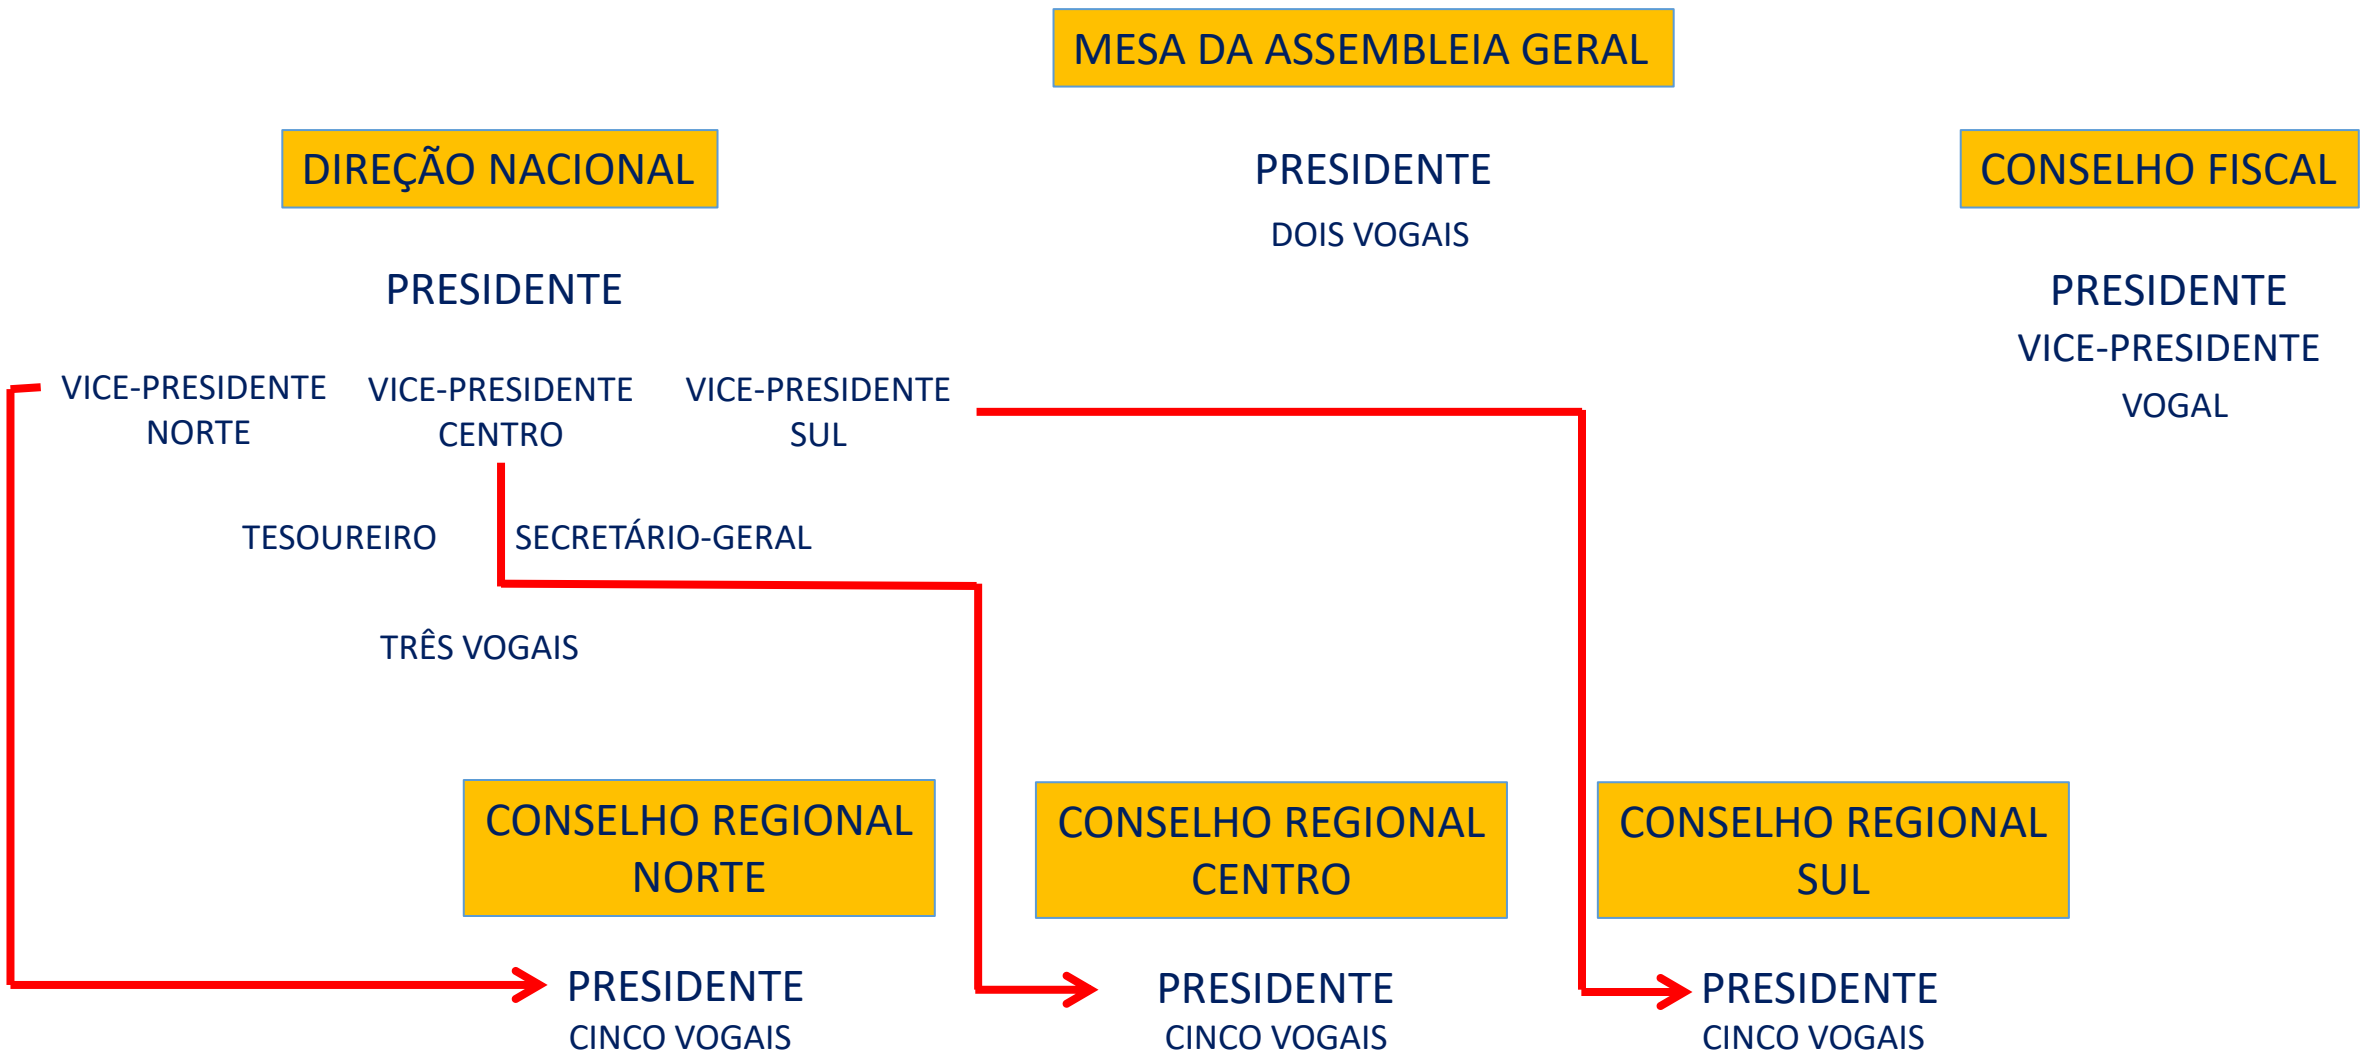 MESA DA ASSEMBLEIA GERAL
PRESIDENTE
DOIS VOGAIS
DIREÇÃO NACIONAL
PRESIDENTE
VICE-PRESIDENTE
NORTE
VICE-PRESIDENTE
CENTRO
VICE-PRESIDENTE
SUL
TESOUREIRO
SECRETÁRIO-GERAL
TRÊS VOGAIS
CONSELHO FISCAL
PRESIDENTE
VICE-PRESIDENTE
VOGAL
CONSELHO REGIONAL
NORTE
PRESIDENTE
CINCO VOGAIS
CONSELHO REGIONAL
CENTRO
PRESIDENTE
CINCO VOGAIS
CONSELHO REGIONAL
SUL
PRESIDENTE
CINCO VOGAIS